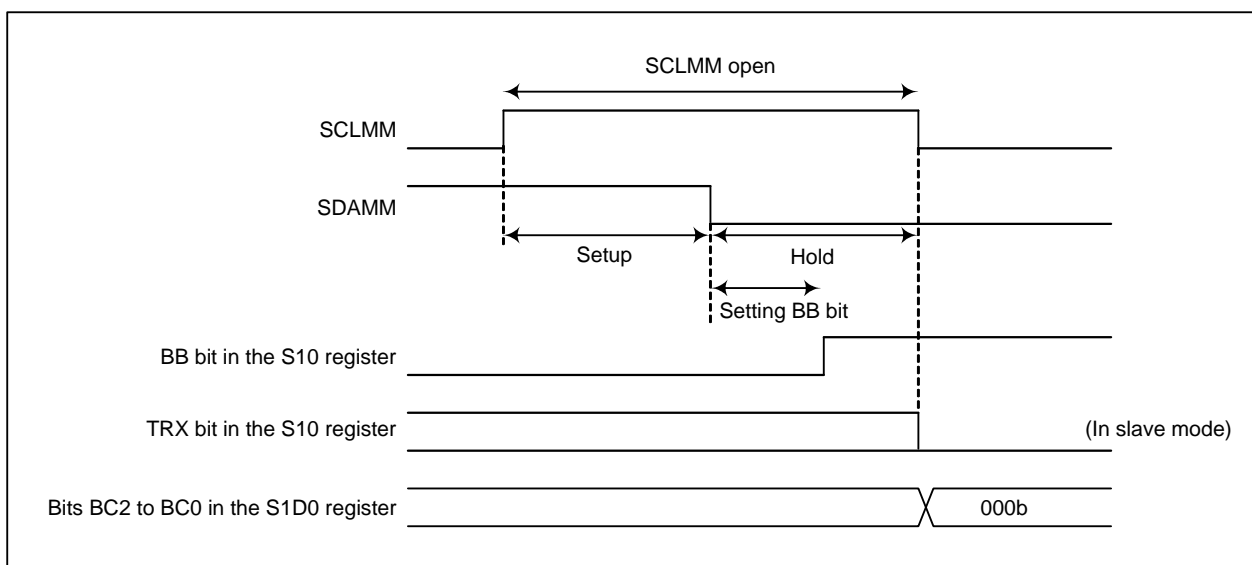 SCLMM open
SCLMM
SDAMM
Setup
Hold
Setting BB bit
BB bit in the S10 register
TRX bit in the S10 register
(In slave mode)
Bits BC2 to BC0 in the S1D0 register
000b